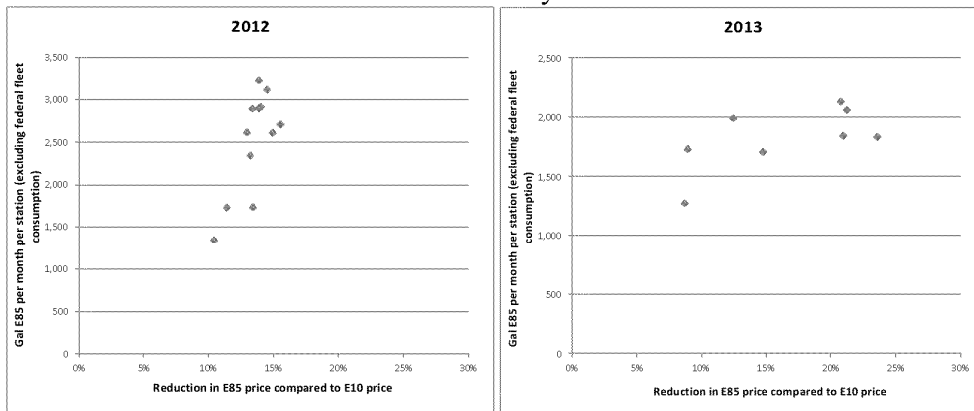 2012
Gal E85 per month per station (excluding federal fleet
consumption)
3,500
3,000
2,500
2,000
1,500
1,000
500
0
0% 5% 10% 15% 20% 25% 30%
Reduction in E85 price compared to E10 price
2013
Gal E85 per month per station (excluding federal fleet
consumption)
2,500
2,000
1,500
1,000
500
0
0% 5% 10% 15% 20% 25% 30%
Reduction in E85 price compared to E10 price